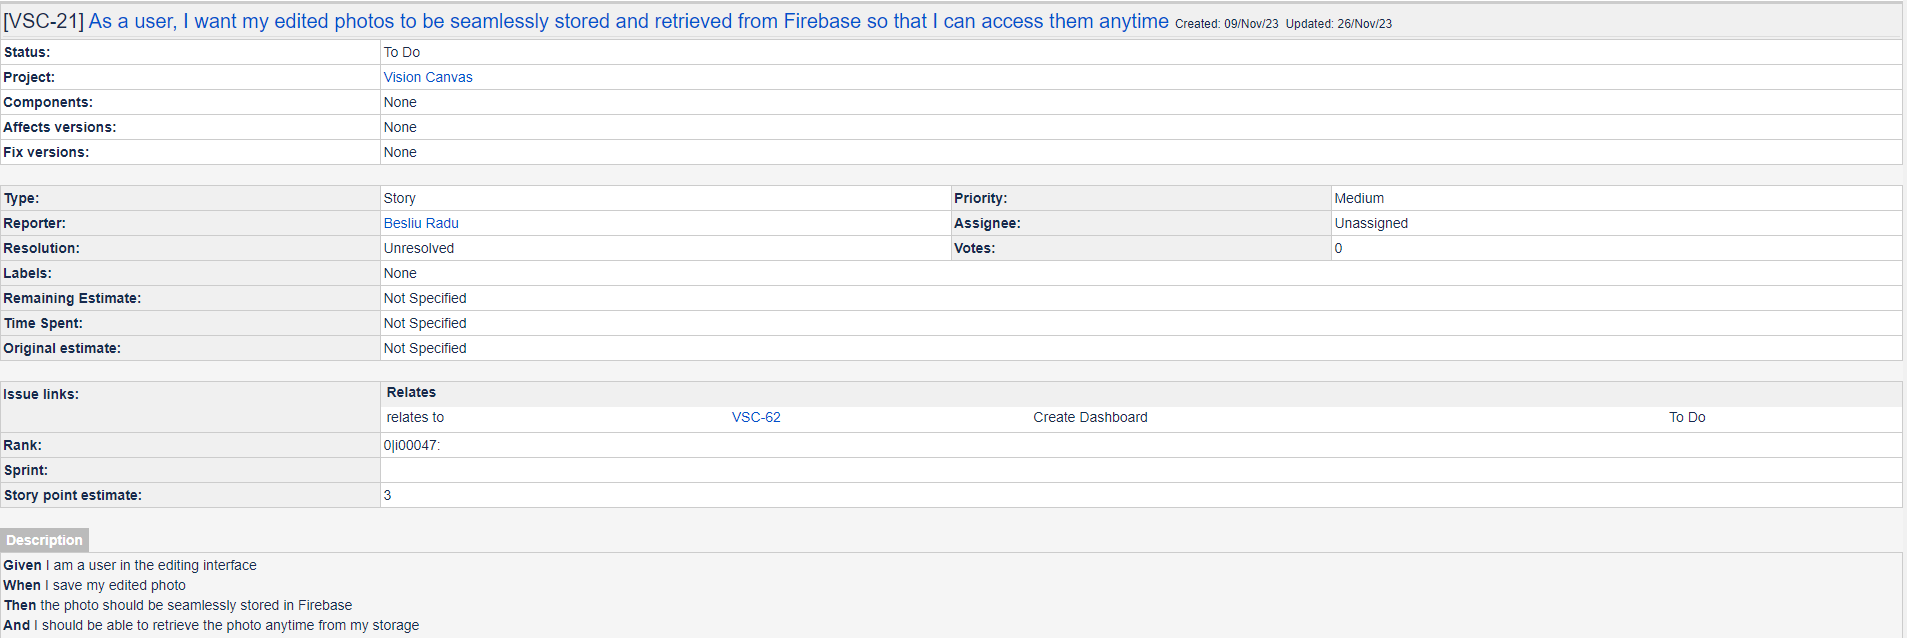 [VSC-21] As a user, I want my edited photos to be seamlessly stored and retrieved from Firebase so that I can access them anytime Created: 09/Nov/23 Updated: 26/Nov/23
Status: To Do
Project: Vision Canvas
Components: None
Affects versions: None
Fix versions: None
Type: Story Priority: Medium
Reporter: Besliu Radu Assignee: Unassigned
Resolution: Unresolved Votes: 0
Labels: None
Remaining Estimate: Not Specified
Time Spent: Not Specified
Original estimate: Not Specified
Issue links: Relates
relates to VSC-62 Create Dashboard To Do
Rank: 0|i00047:
Sprint:
Story point estimate: 3
Description
Given I am a user in the editing interface
When I save my edited photo
Then the photo should be seamlessly stored in Firebase
And I should be able to retrieve the photo anytime from my storage